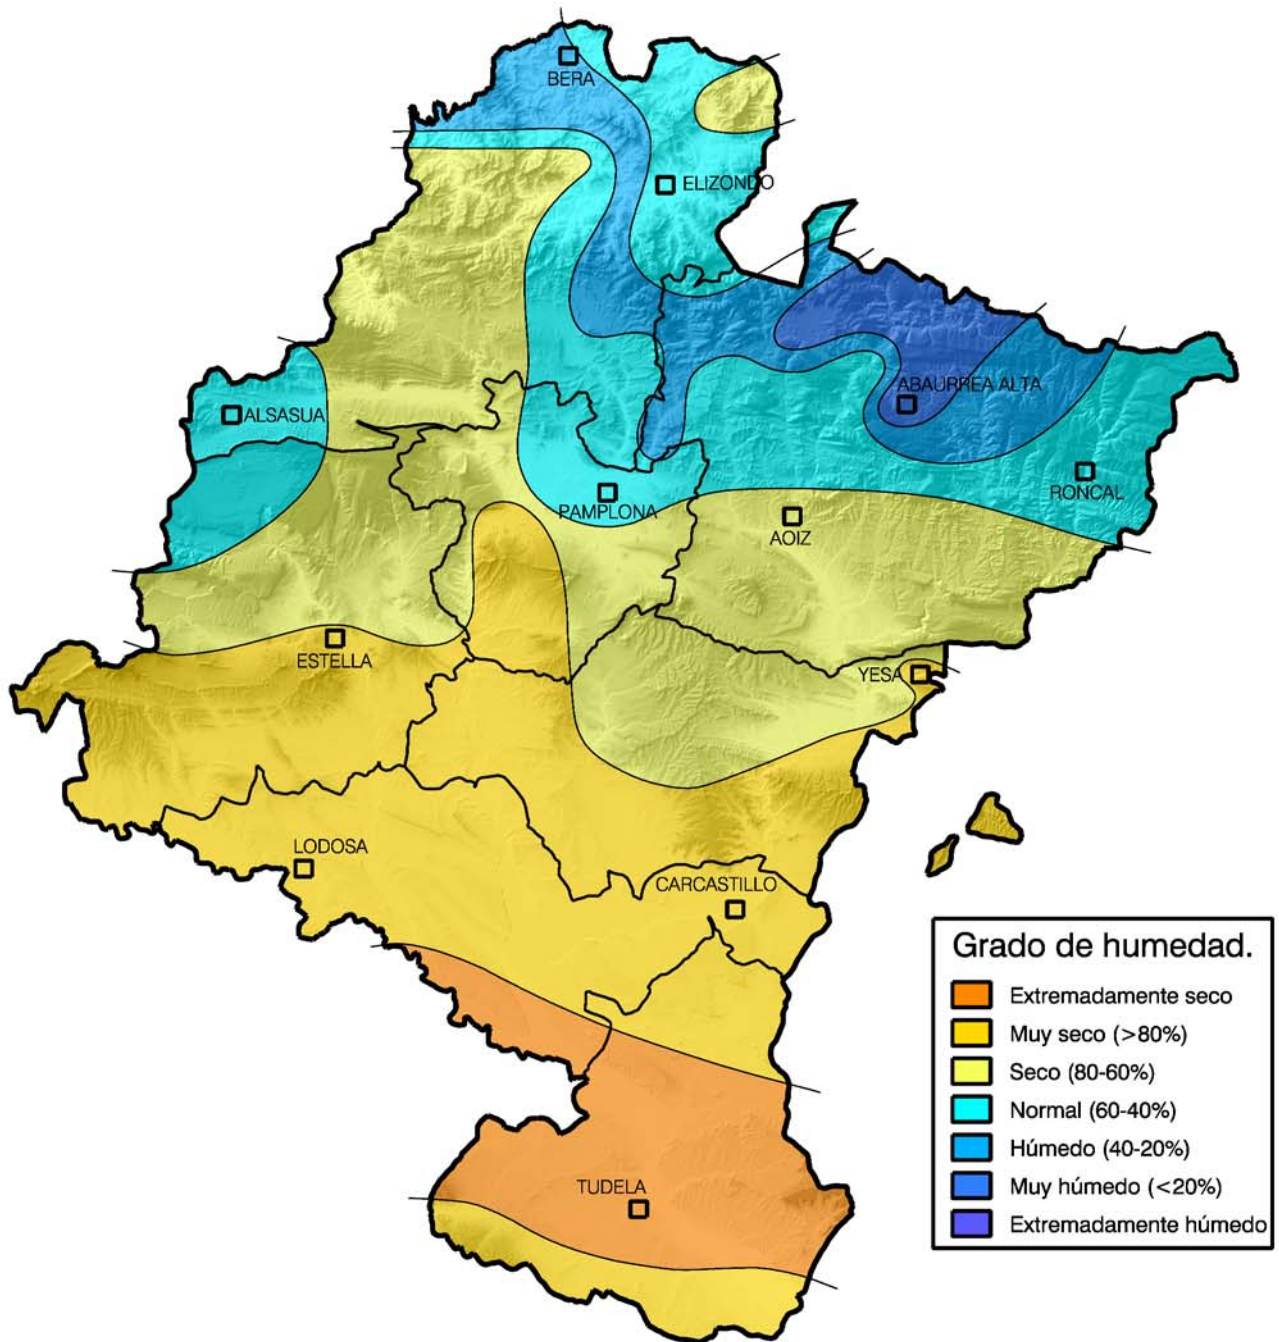 BERA
ELIZONDO
ABAURREA ALTA
ALSASUA
RONCAL
PAMPLONA
AOIZ
ESTELLA
YESA
LODOSA
CARCASTILLO
TUDELA
Grado de humedad.
Extremadamente seco
Muy seco (>80%)
Seco (80-60%)
Normal (60-40%)
Húmedo (40-20%)
Muy húmedo (<20%)
Extremadamente húmedo